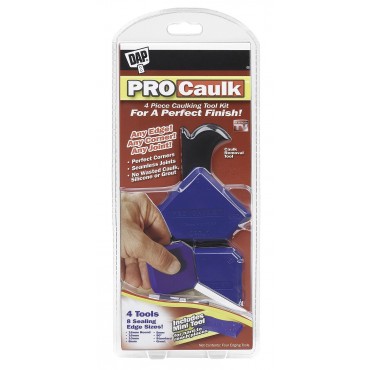 DAP
PRO Caulk
4 Piece Caulking Tool Kit
For A Perfect Finish!
Any Edge!
Any Corner!
Any Joint!
• Perfect Corners
• Seamless Joints
• No Wasted Caulk,
Silicone or Grout
Caulk
Removal
Tool
4 Tools
8 Sealing
Edge Sizes!
Includes
Mini Tool